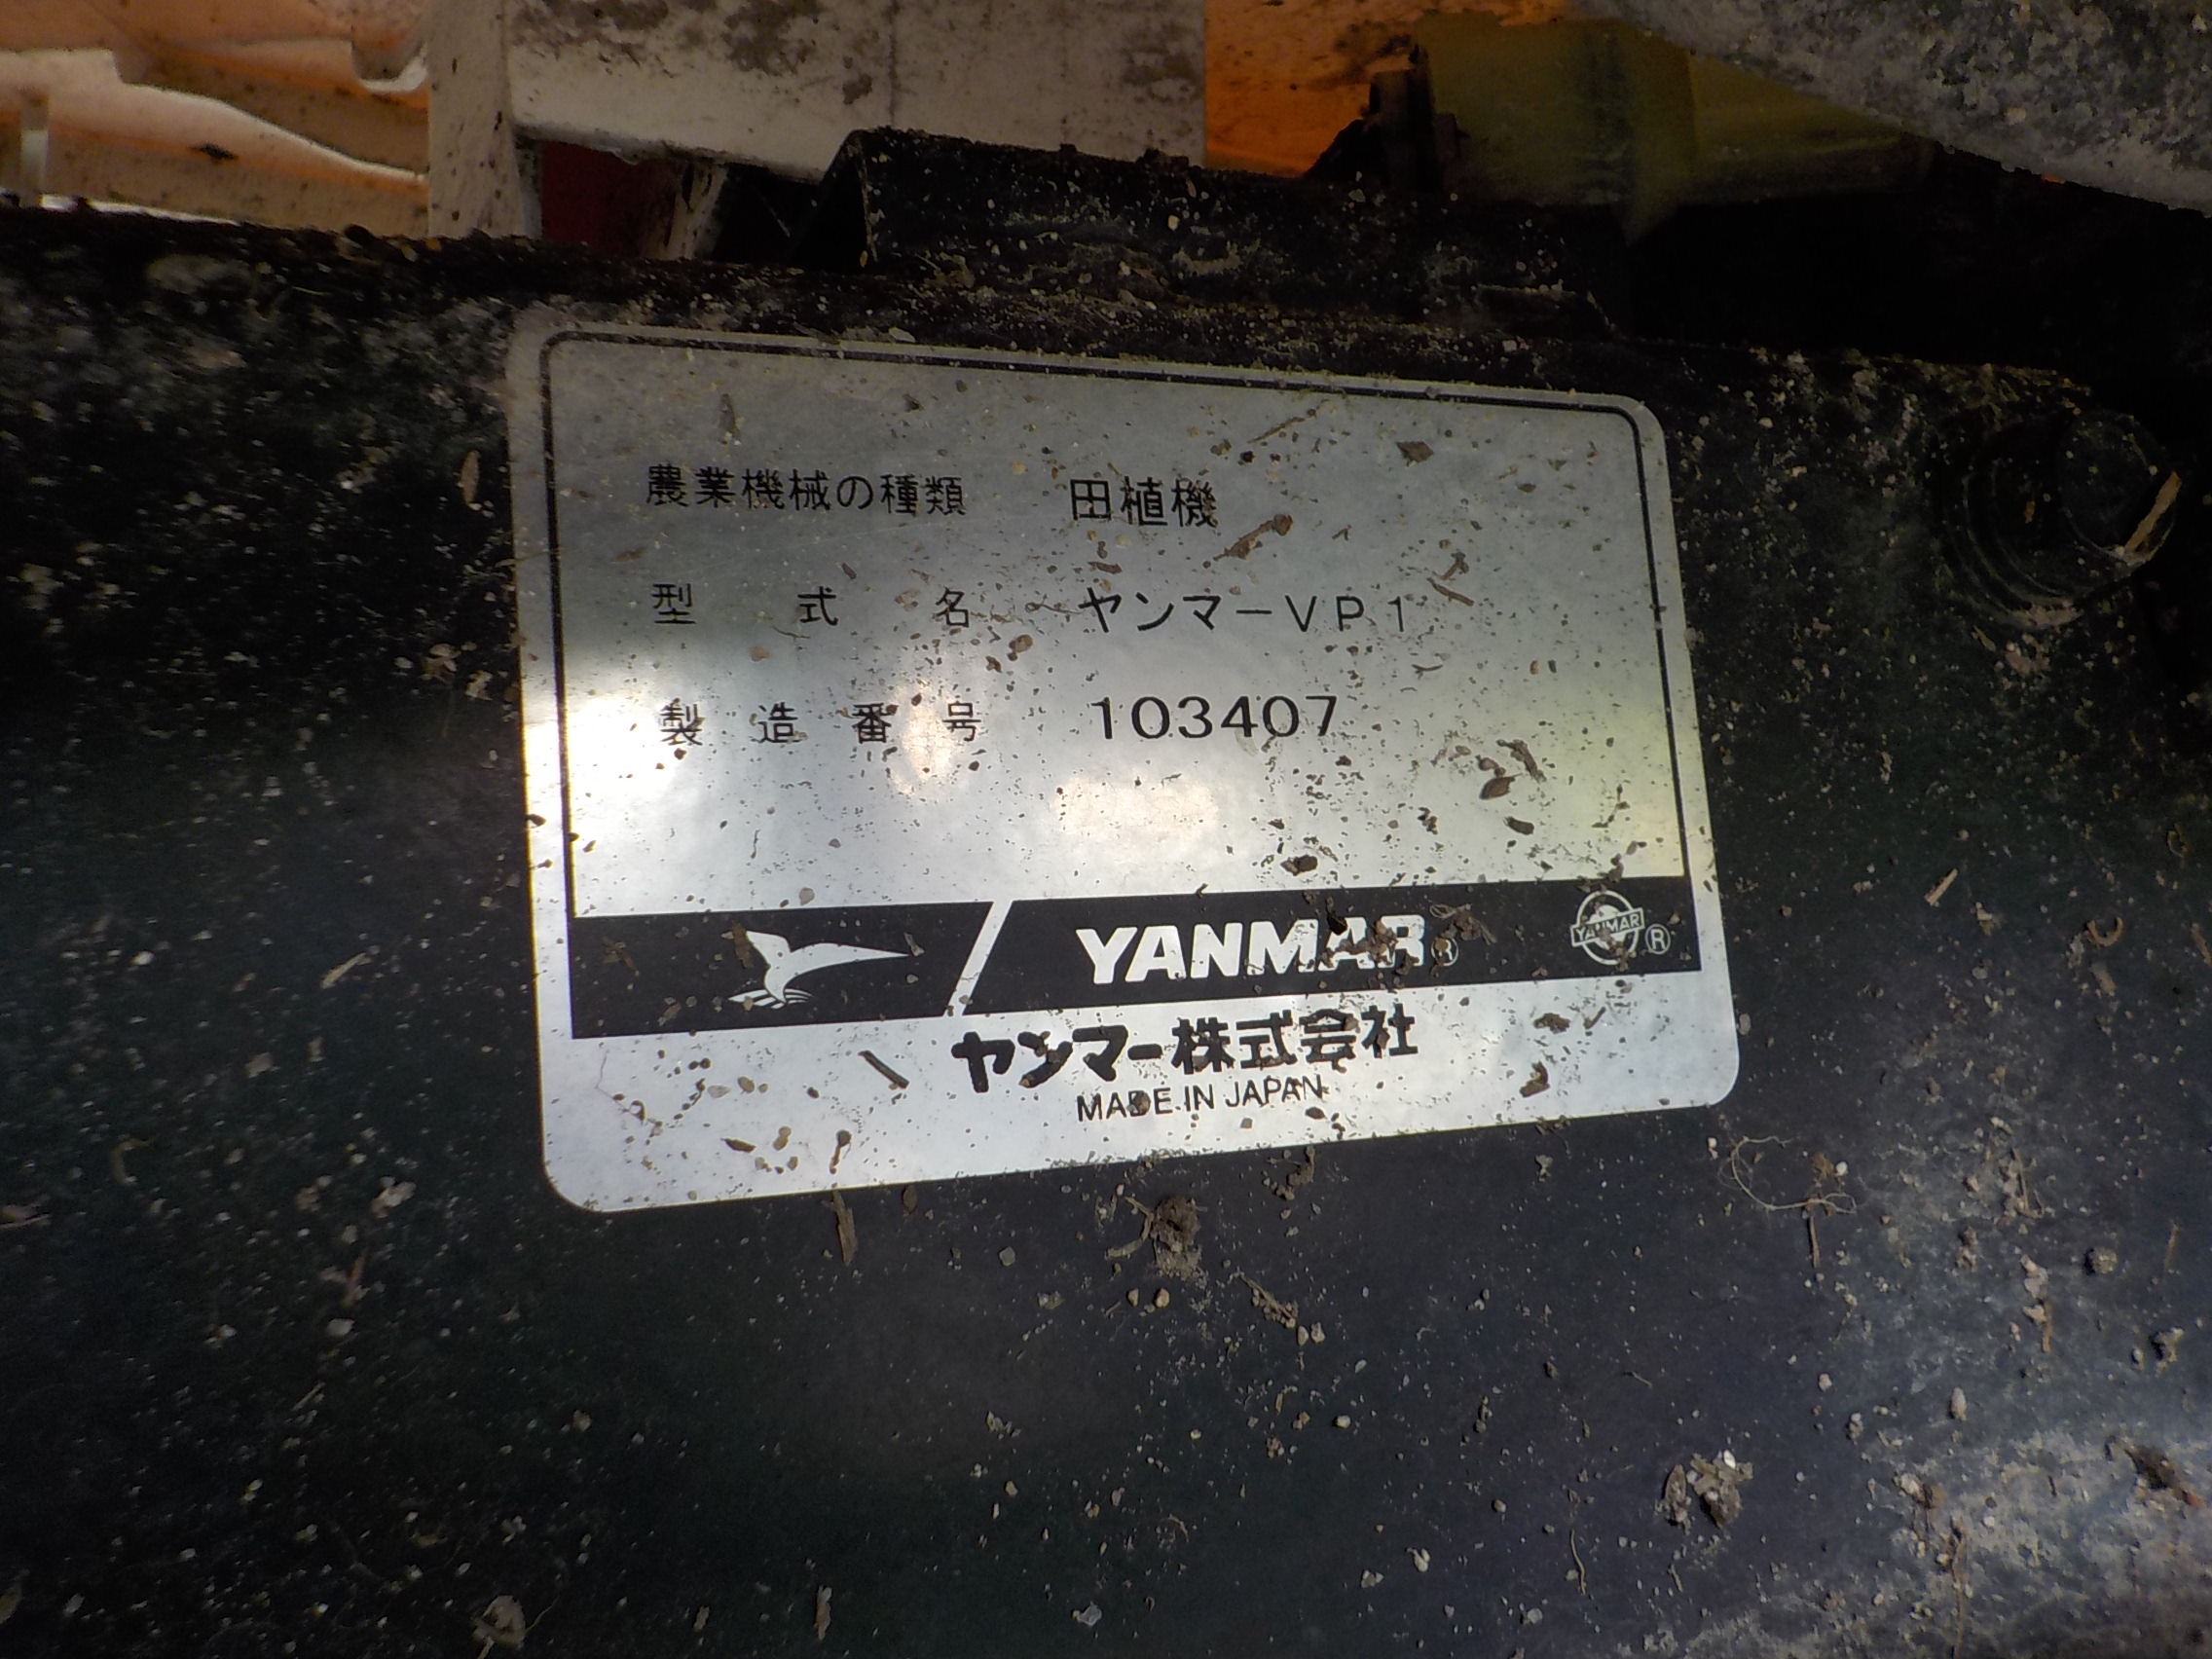 農業機械の種類 田植機
型式名 ヤンマーVP1
製造番号 103407
YANMAR® YANMAR®
ヤンマー株式会社
MADE IN JAPAN